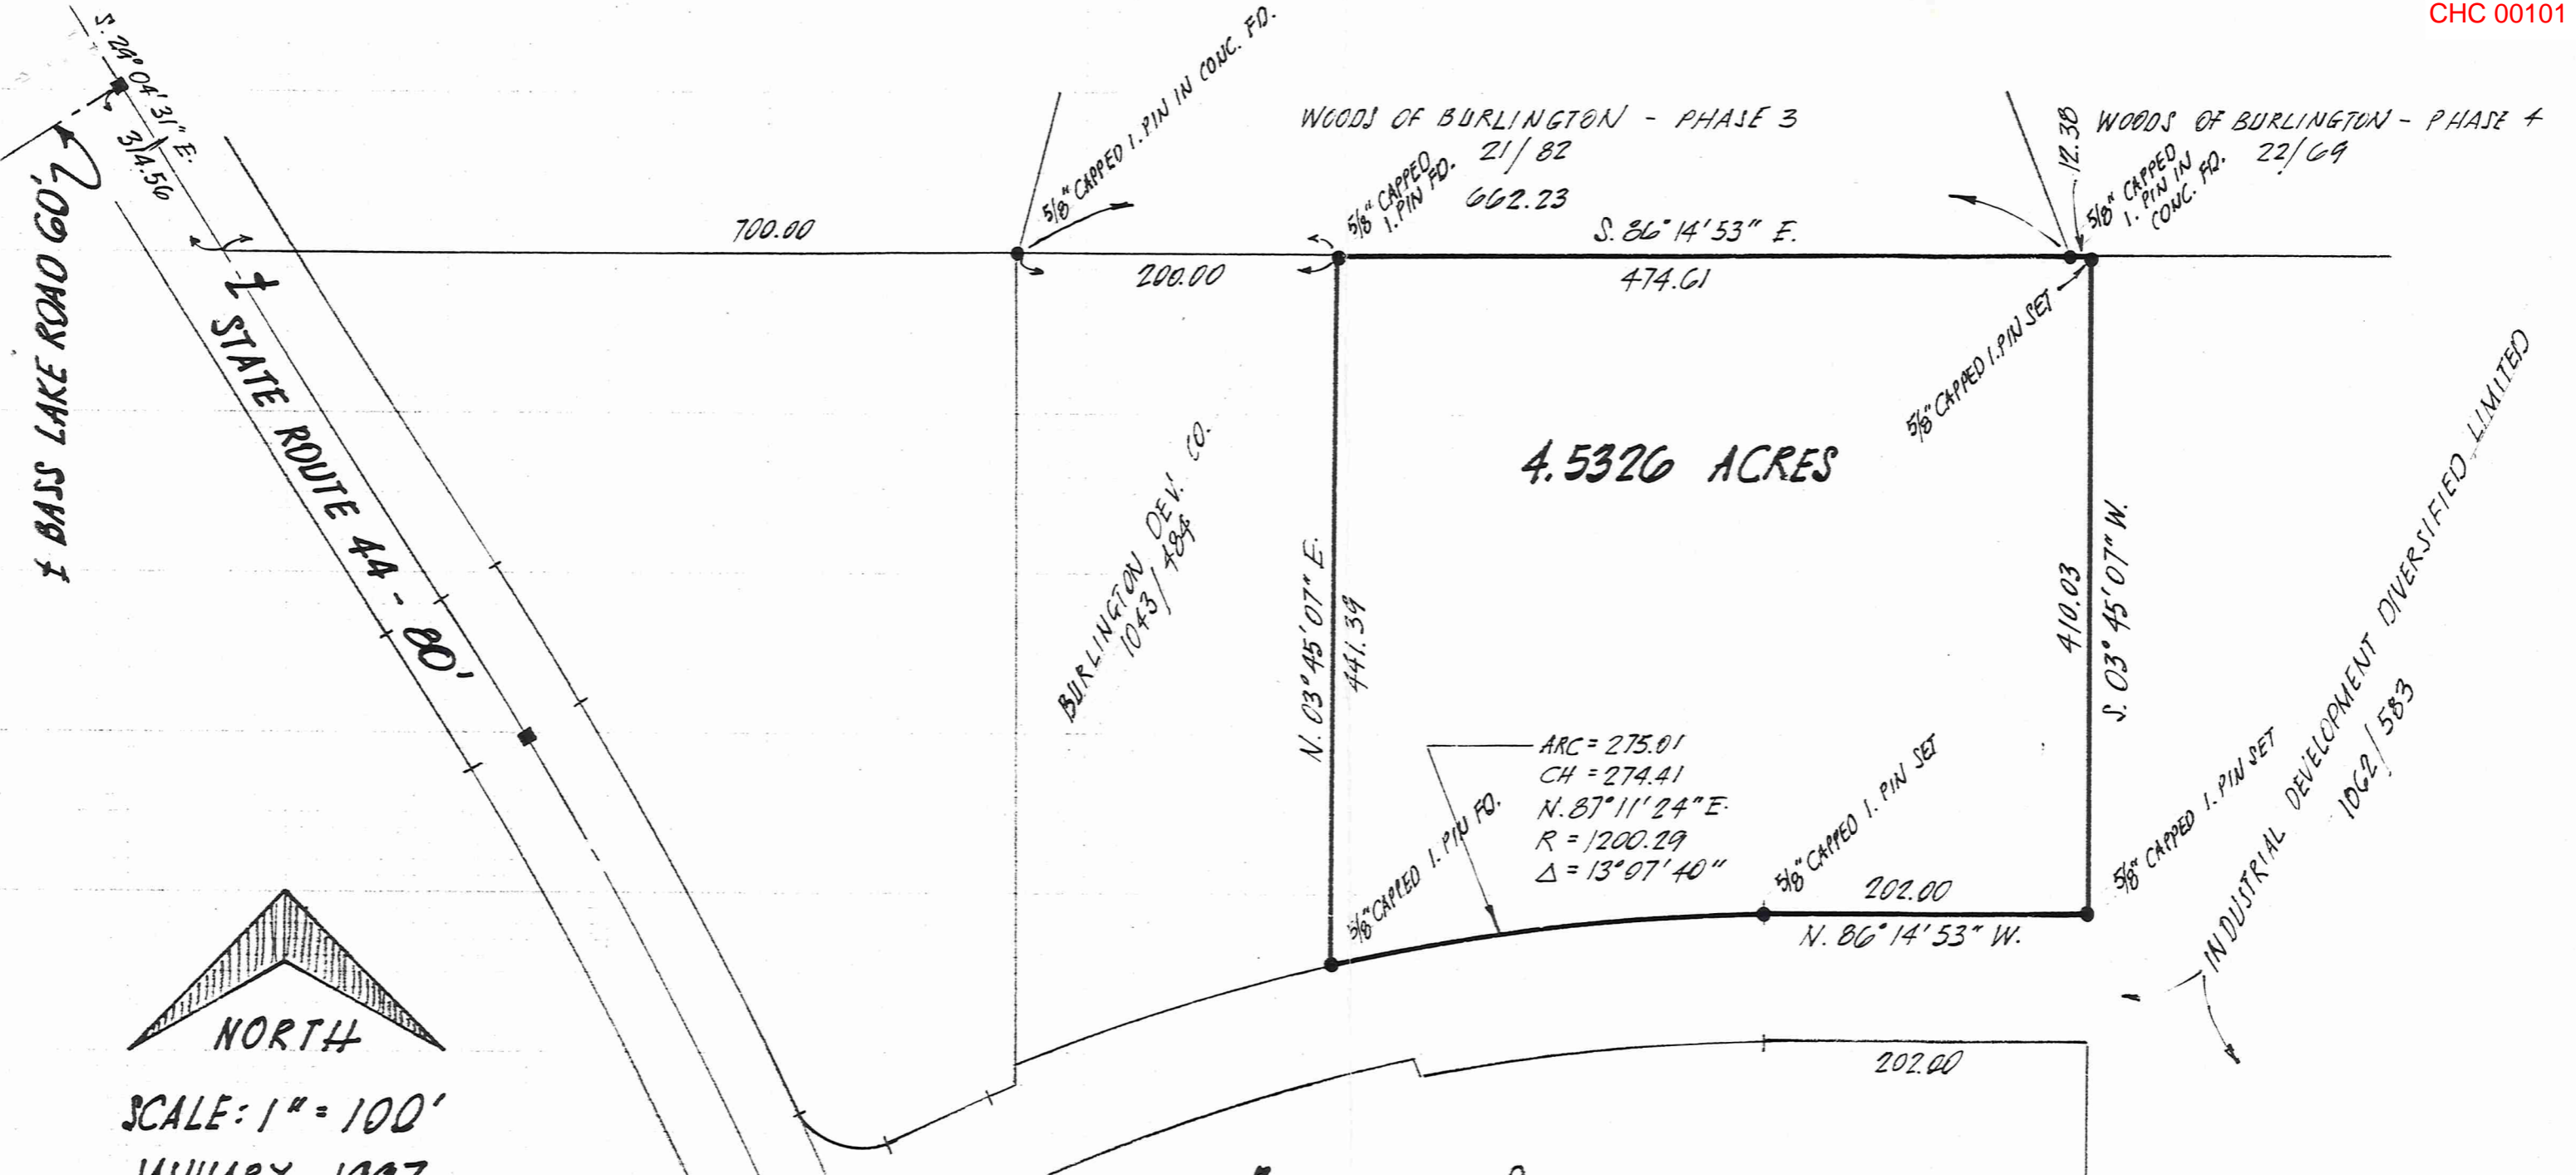 CHC 00101
S. 29° 04' 31" E.
314.56
℄ BASS LAKE ROAD 60'
℄ STATE ROUTE 44 - 80'
700.00
5/8" CAPPED I. PIN IN CONC. FD.
200.00
WOODS OF BURLINGTON - PHASE 3
21/82
5/8" CAPPED
I. PIN FD.
662.23
S. 86° 14' 53" E.
474.61
12.38
WOODS OF BURLINGTON - PHASE 4
22/69
5/8" CAPPED
I. PIN IN
CONC. FD.
5/8" CAPPED I. PIN SET
4.5326 ACRES
BURLINGTON DEV. CO.
1043/484
N. 03° 45' 07" E.
441.39
410.03
S. 03° 45' 07" W.
INDUSTRIAL DEVELOPMENT DIVERSIFIED LIMITED
1062/583
ARC = 275.01
CH = 274.41
N. 87° 11' 24" E.
R = 1200.29
Δ = 13° 07' 40"
5/8" CAPPED I. PIN FD.
5/8" CAPPED I. PIN SET
202.00
N. 86° 14' 53" W.
5/8" CAPPED I. PIN SET
202.00
NORTH
SCALE: 1" = 100'